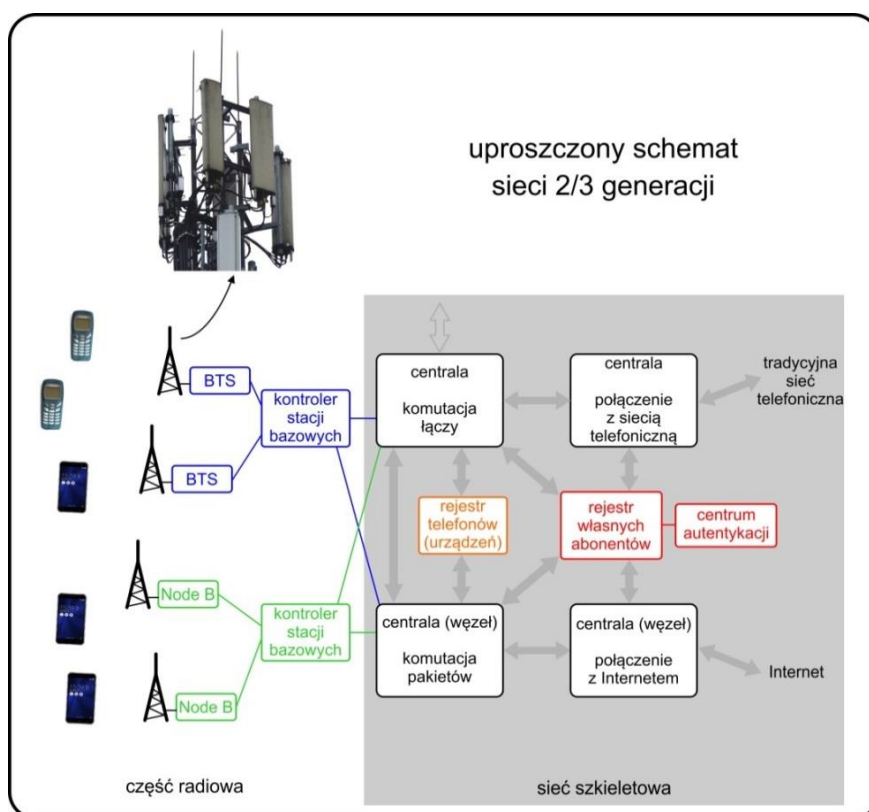 uproszczony schemat
sieci 2/3 generacji
BTS
kontroler
stacji
bazowych
centrala
komutacja
łączy
centrala
połączenie
z siecią
telefoniczną
tradycyjna
sieć
telefoniczna
BTS
rejestr
telefonów
(urządzeń)
rejestr
własnych
abonentów
centrum
autentykacji
Node B
kontroler
stacji
bazowych
centrala (węzeł)
komutacja
pakietów
centrala (węzeł)
połączenie
z Internetem
Internet
Node B
część radiowa
sieć szkieletowa